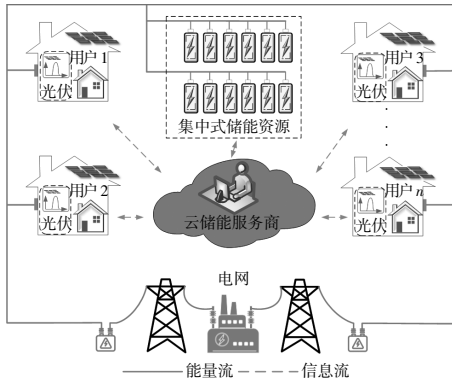 用户1
光伏
集中式储能资源
用户3
光伏
用户2
光伏
云储能服务商
用户n
光伏
电网
能量流
信息流